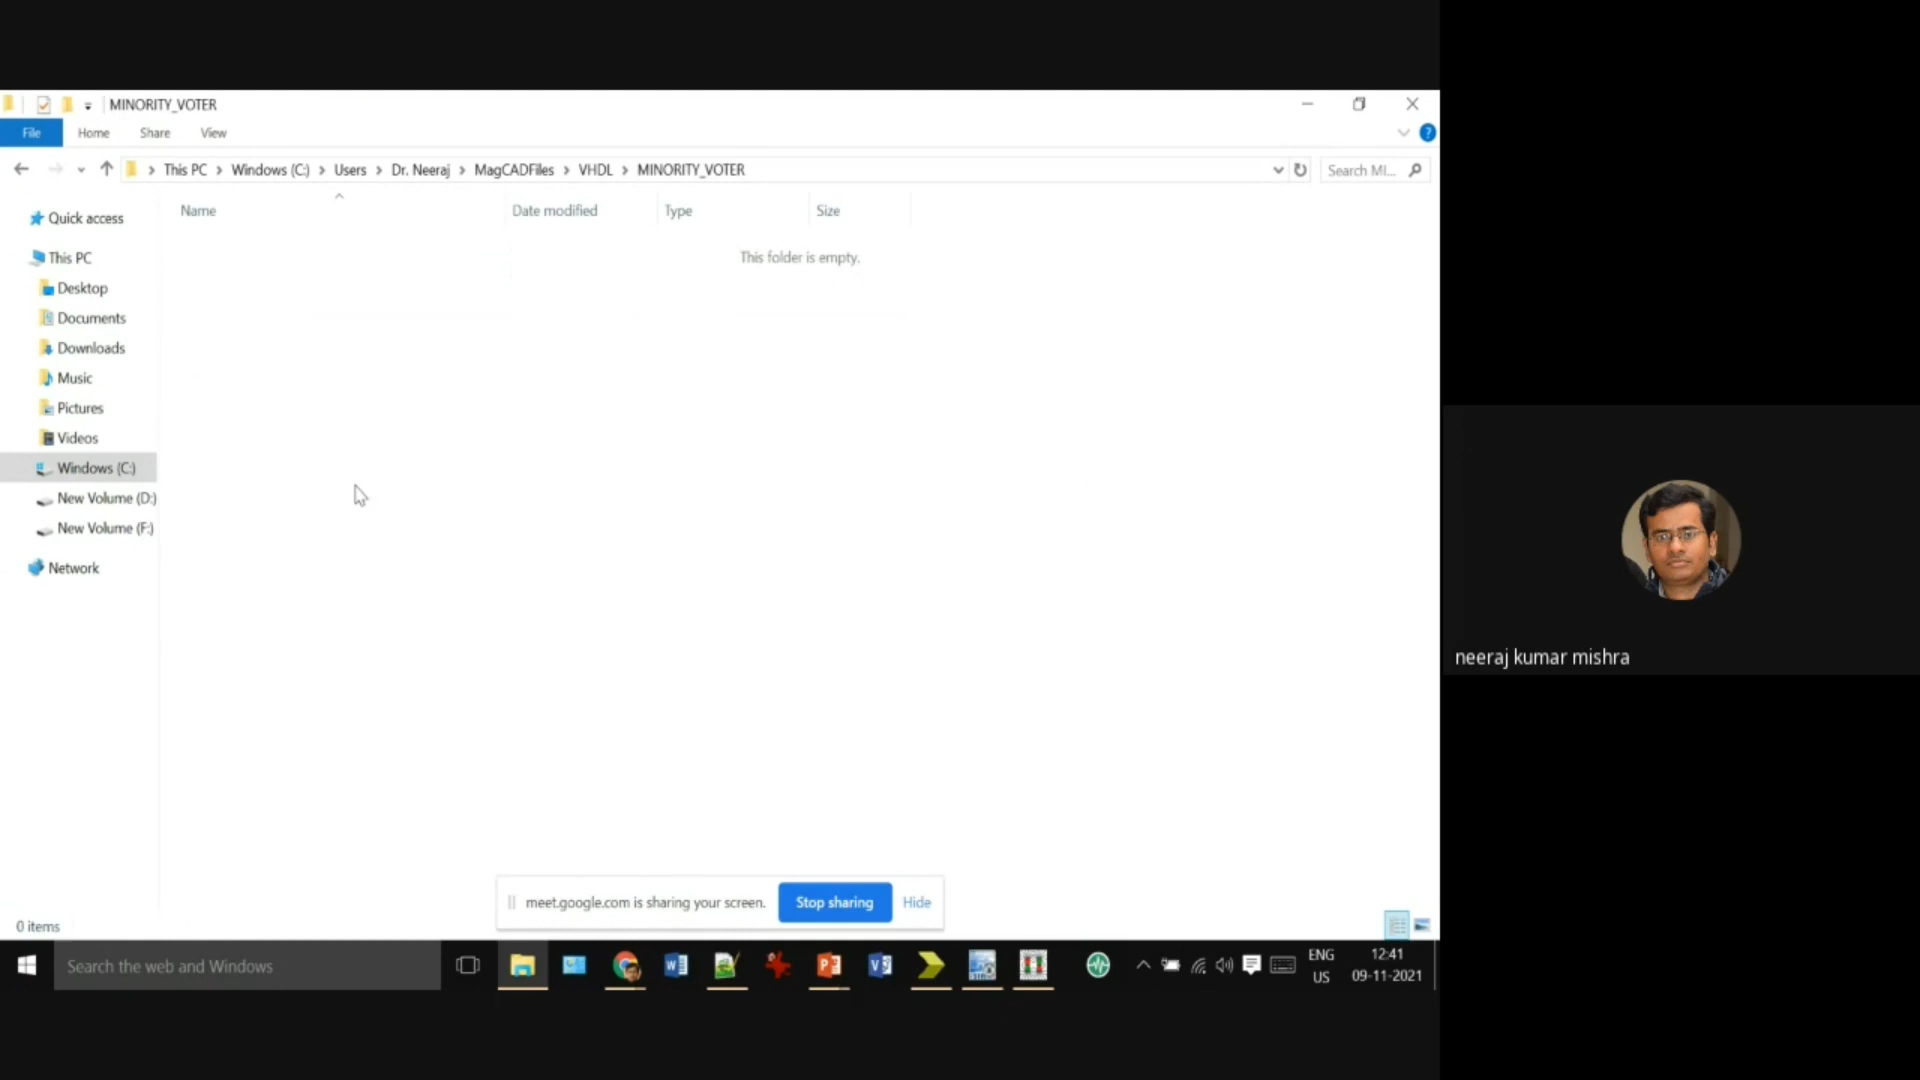 MINORITY_VOTER
File Home Share View
This PC Windows (C:) Users Dr. Neeraj MagCADFiles VHDL MINORITY_VOTER
Search MI...
Name Date modified Type Size
This folder is empty.
Quick access
This PC
Desktop
Documents
Downloads
Music
Pictures
Videos
Windows (C:)
New Volume (D:)
New Volume (F:)
Network
neeraj kumar mishra
meet.google.com is sharing your screen. Stop sharing Hide
0 items
Search the web and Windows
ENG
US
12:41
09-11-2021